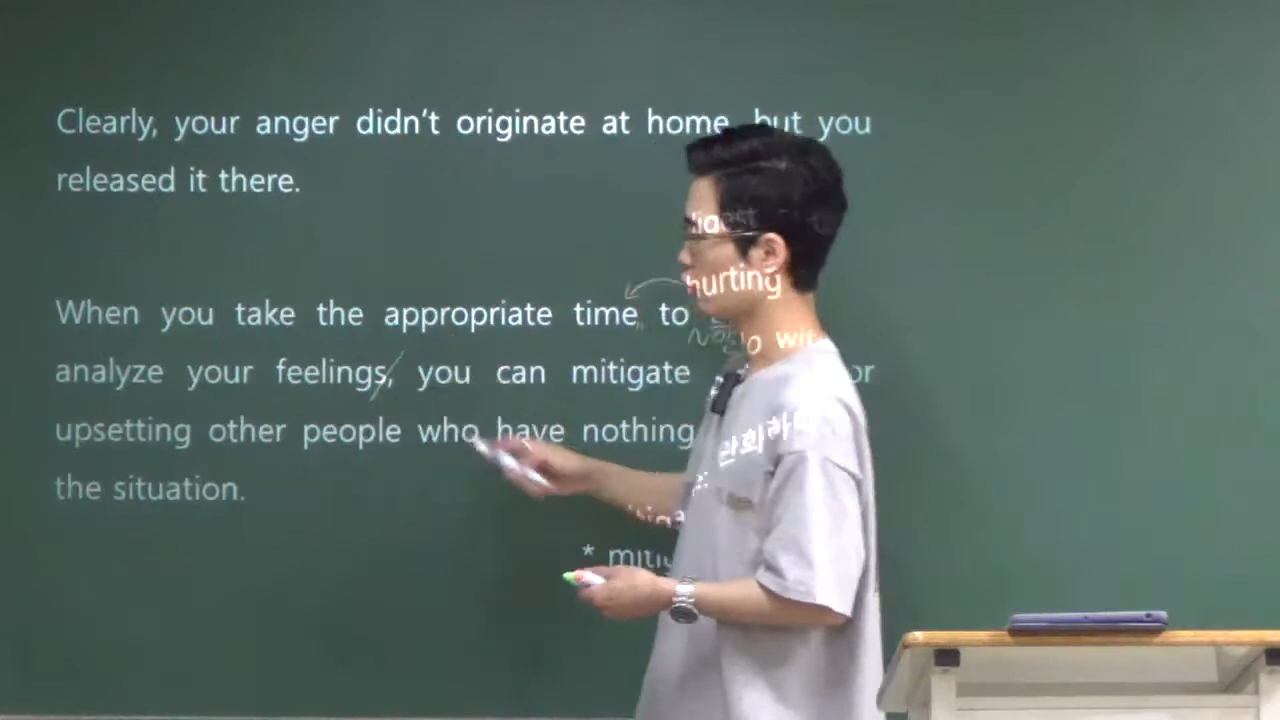 Clearly, your anger didn't originate at home, but you
released it there.
When you take the appropriate time to
analyze your feelings, you can mitigate hurting or
upsetting other people who have nothing
the situation.
완화하다